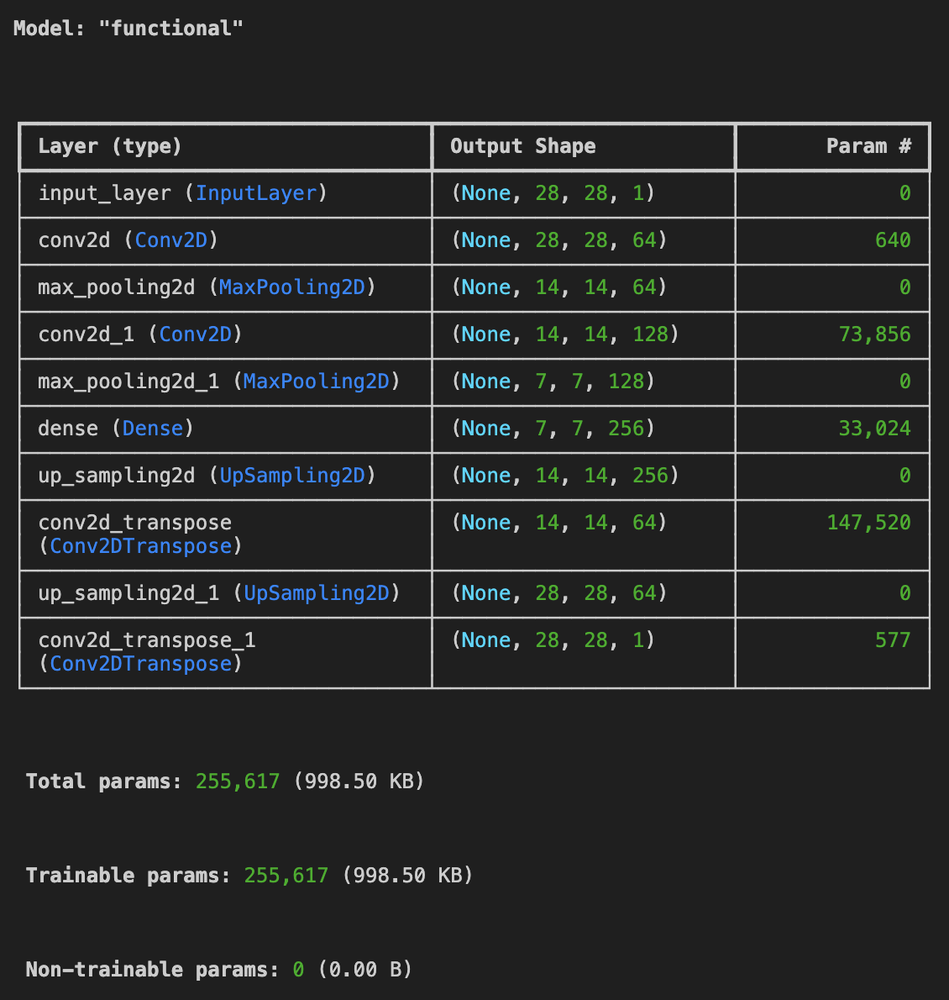 Model: "functional"
Layer (type) Output Shape Param #
input_layer (InputLayer) (None, 28, 28, 1) 0
conv2d (Conv2D) (None, 28, 28, 64) 640
max_pooling2d (MaxPooling2D) (None, 14, 14, 64) 0
conv2d_1 (Conv2D) (None, 14, 14, 128) 73,856
max_pooling2d_1 (MaxPooling2D) (None, 7, 7, 128) 0
dense (Dense) (None, 7, 7, 256) 33,024
up_sampling2d (UpSampling2D) (None, 14, 14, 256) 0
conv2d_transpose (None, 14, 14, 64) 147,520
(Conv2DTranspose)
up_sampling2d_1 (UpSampling2D) (None, 28, 28, 64) 0
conv2d_transpose_1 (None, 28, 28, 1) 577
(Conv2DTranspose)
Total params: 255,617 (998.50 KB)
Trainable params: 255,617 (998.50 KB)
Non-trainable params: 0 (0.00 B)